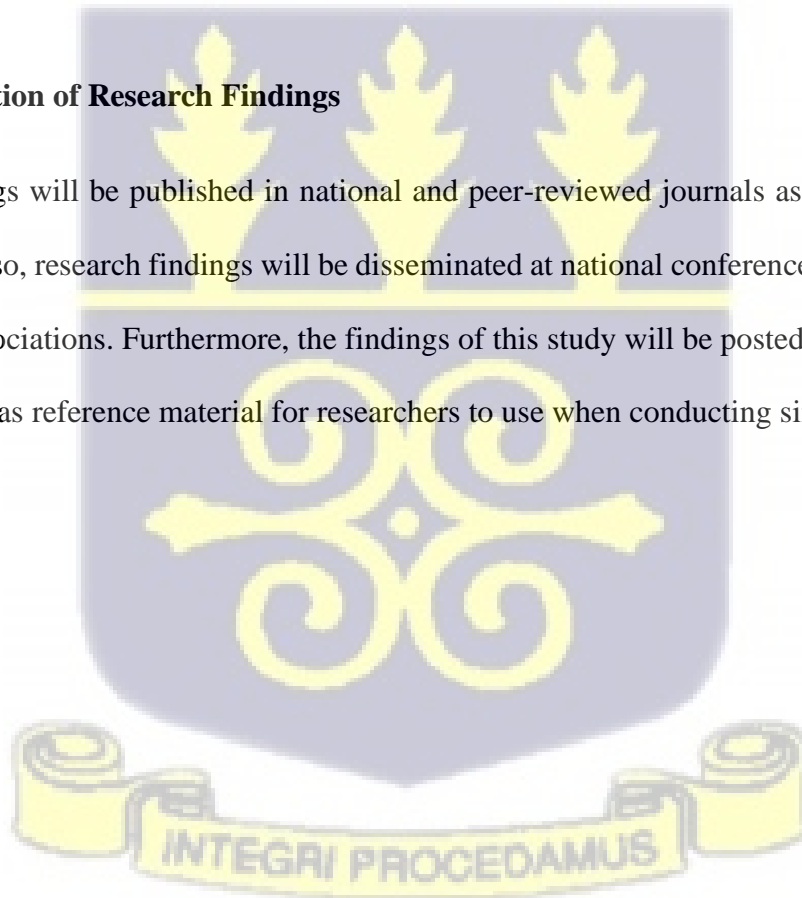 tion of Research Findings
gs will be published in national and peer-reviewed journals as
so, research findings will be disseminated at national conference
ociations. Furthermore, the findings of this study will be posted
as reference material for researchers to use when conducting si
INTEGRI PROCEDAMUS